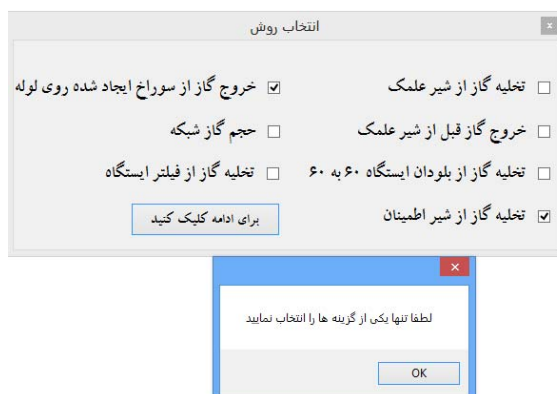 انتخاب روش
تخلیه گاز از شیر علمک
خروج گاز از سوراخ ایجاد شده روی لوله
خروج گاز قبل از شیر علمک
حجم گاز شبکه
تخلیه گاز از بلودان ایستگاه ۶۰ به ۶۰
تخلیه گاز از فیلتر ایستگاه
تخلیه گاز از شیر اطمینان
برای ادامه کلیک کنید
لطفا تنها یکی از گزینه ها را انتخاب نمایید
OK